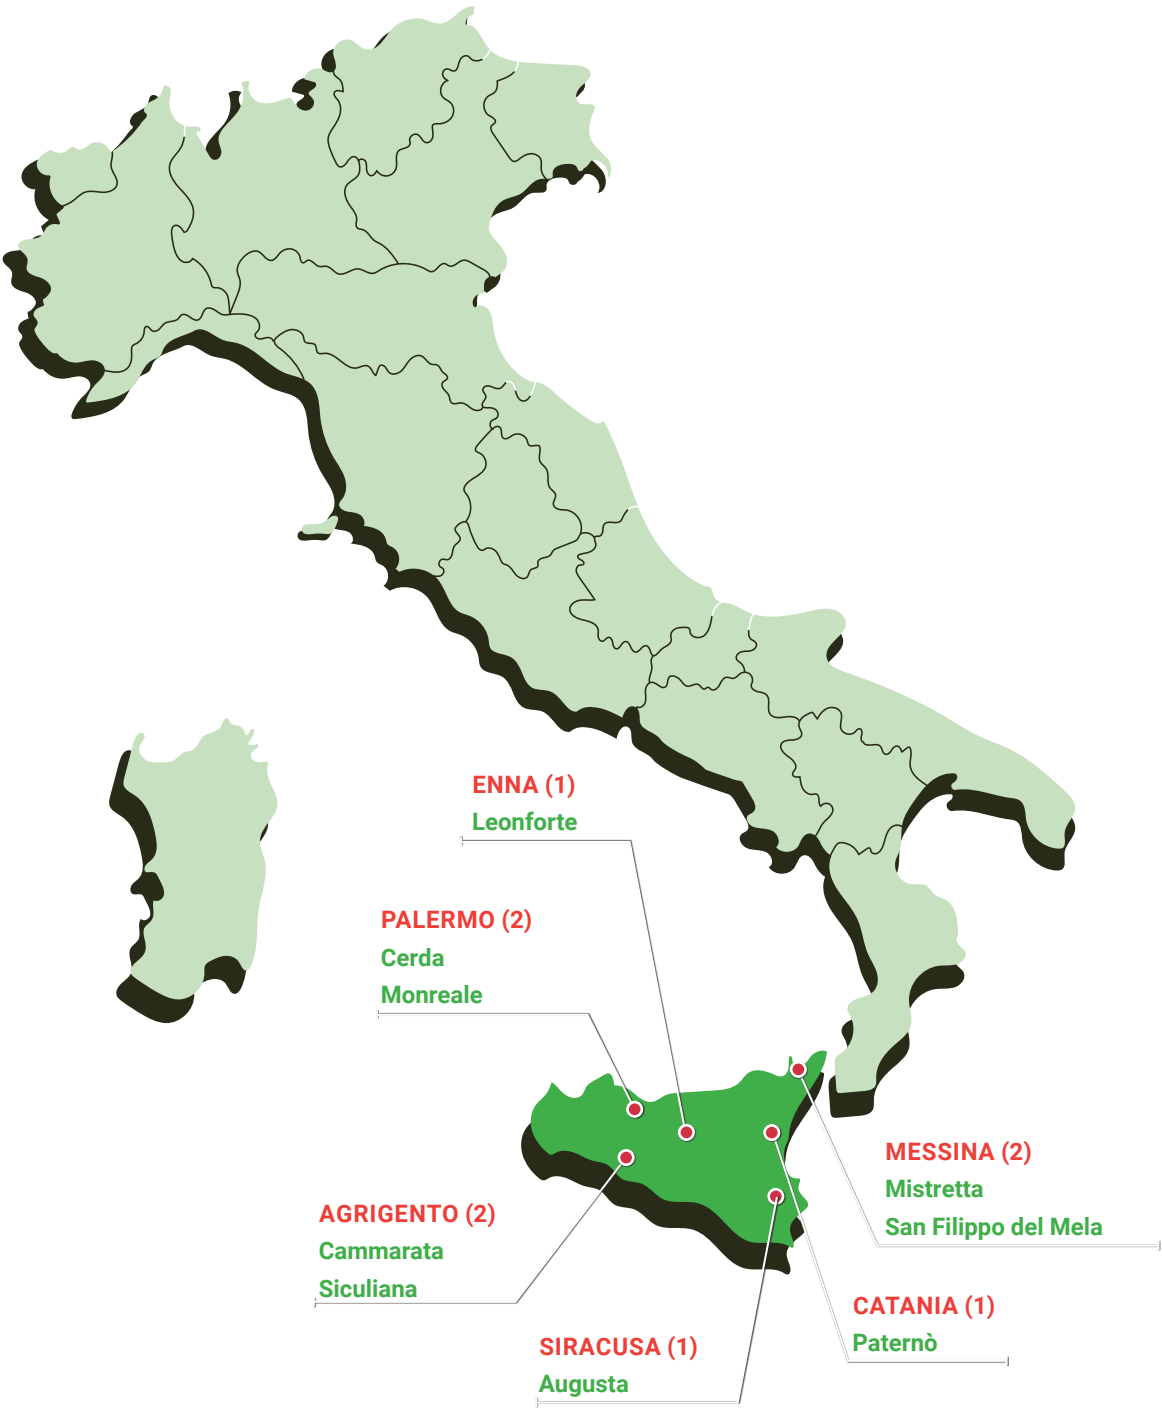 ENNA (1)
Leonforte
PALERMO (2)
Cerda
Monreale
MESSINA (2)
Mistretta
San Filippo del Mela
AGRIGENTO (2)
Cammarata
Siculiana
CATANIA (1)
Paternò
SIRACUSA (1)
Augusta